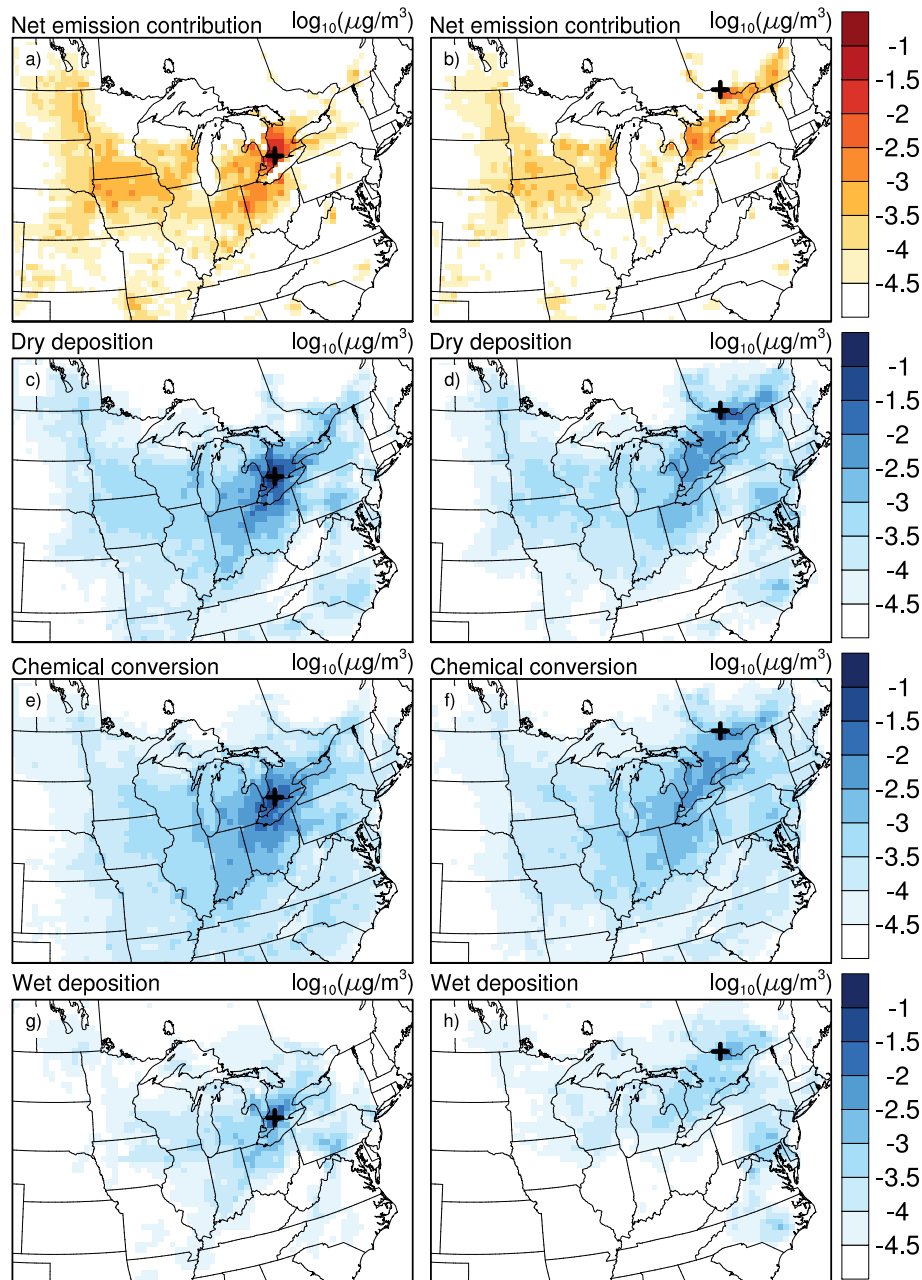 Net emission contribution log₁₀(μg/m³)
Net emission contribution log₁₀(μg/m³)
a)
b)
-1
-1.5
-2
-2.5
-3
-3.5
-4.5
Dry deposition log₁₀(μg/m³)
Dry deposition log₁₀(μg/m³)
c)
d)
-1
-1.5
-2
-2.5
-3
-3.5
-4.5
Chemical conversion log₁₀(μg/m³)
Chemical conversion log₁₀(μg/m³)
e)
f)
-1
-1.5
-2
-2.5
-3
-3.5
-4.5
Wet deposition log₁₀(μg/m³)
Wet deposition log₁₀(μg/m³)
g)
h)
-1
-1.5
-2
-2.5
-3
-3.5
-4.5